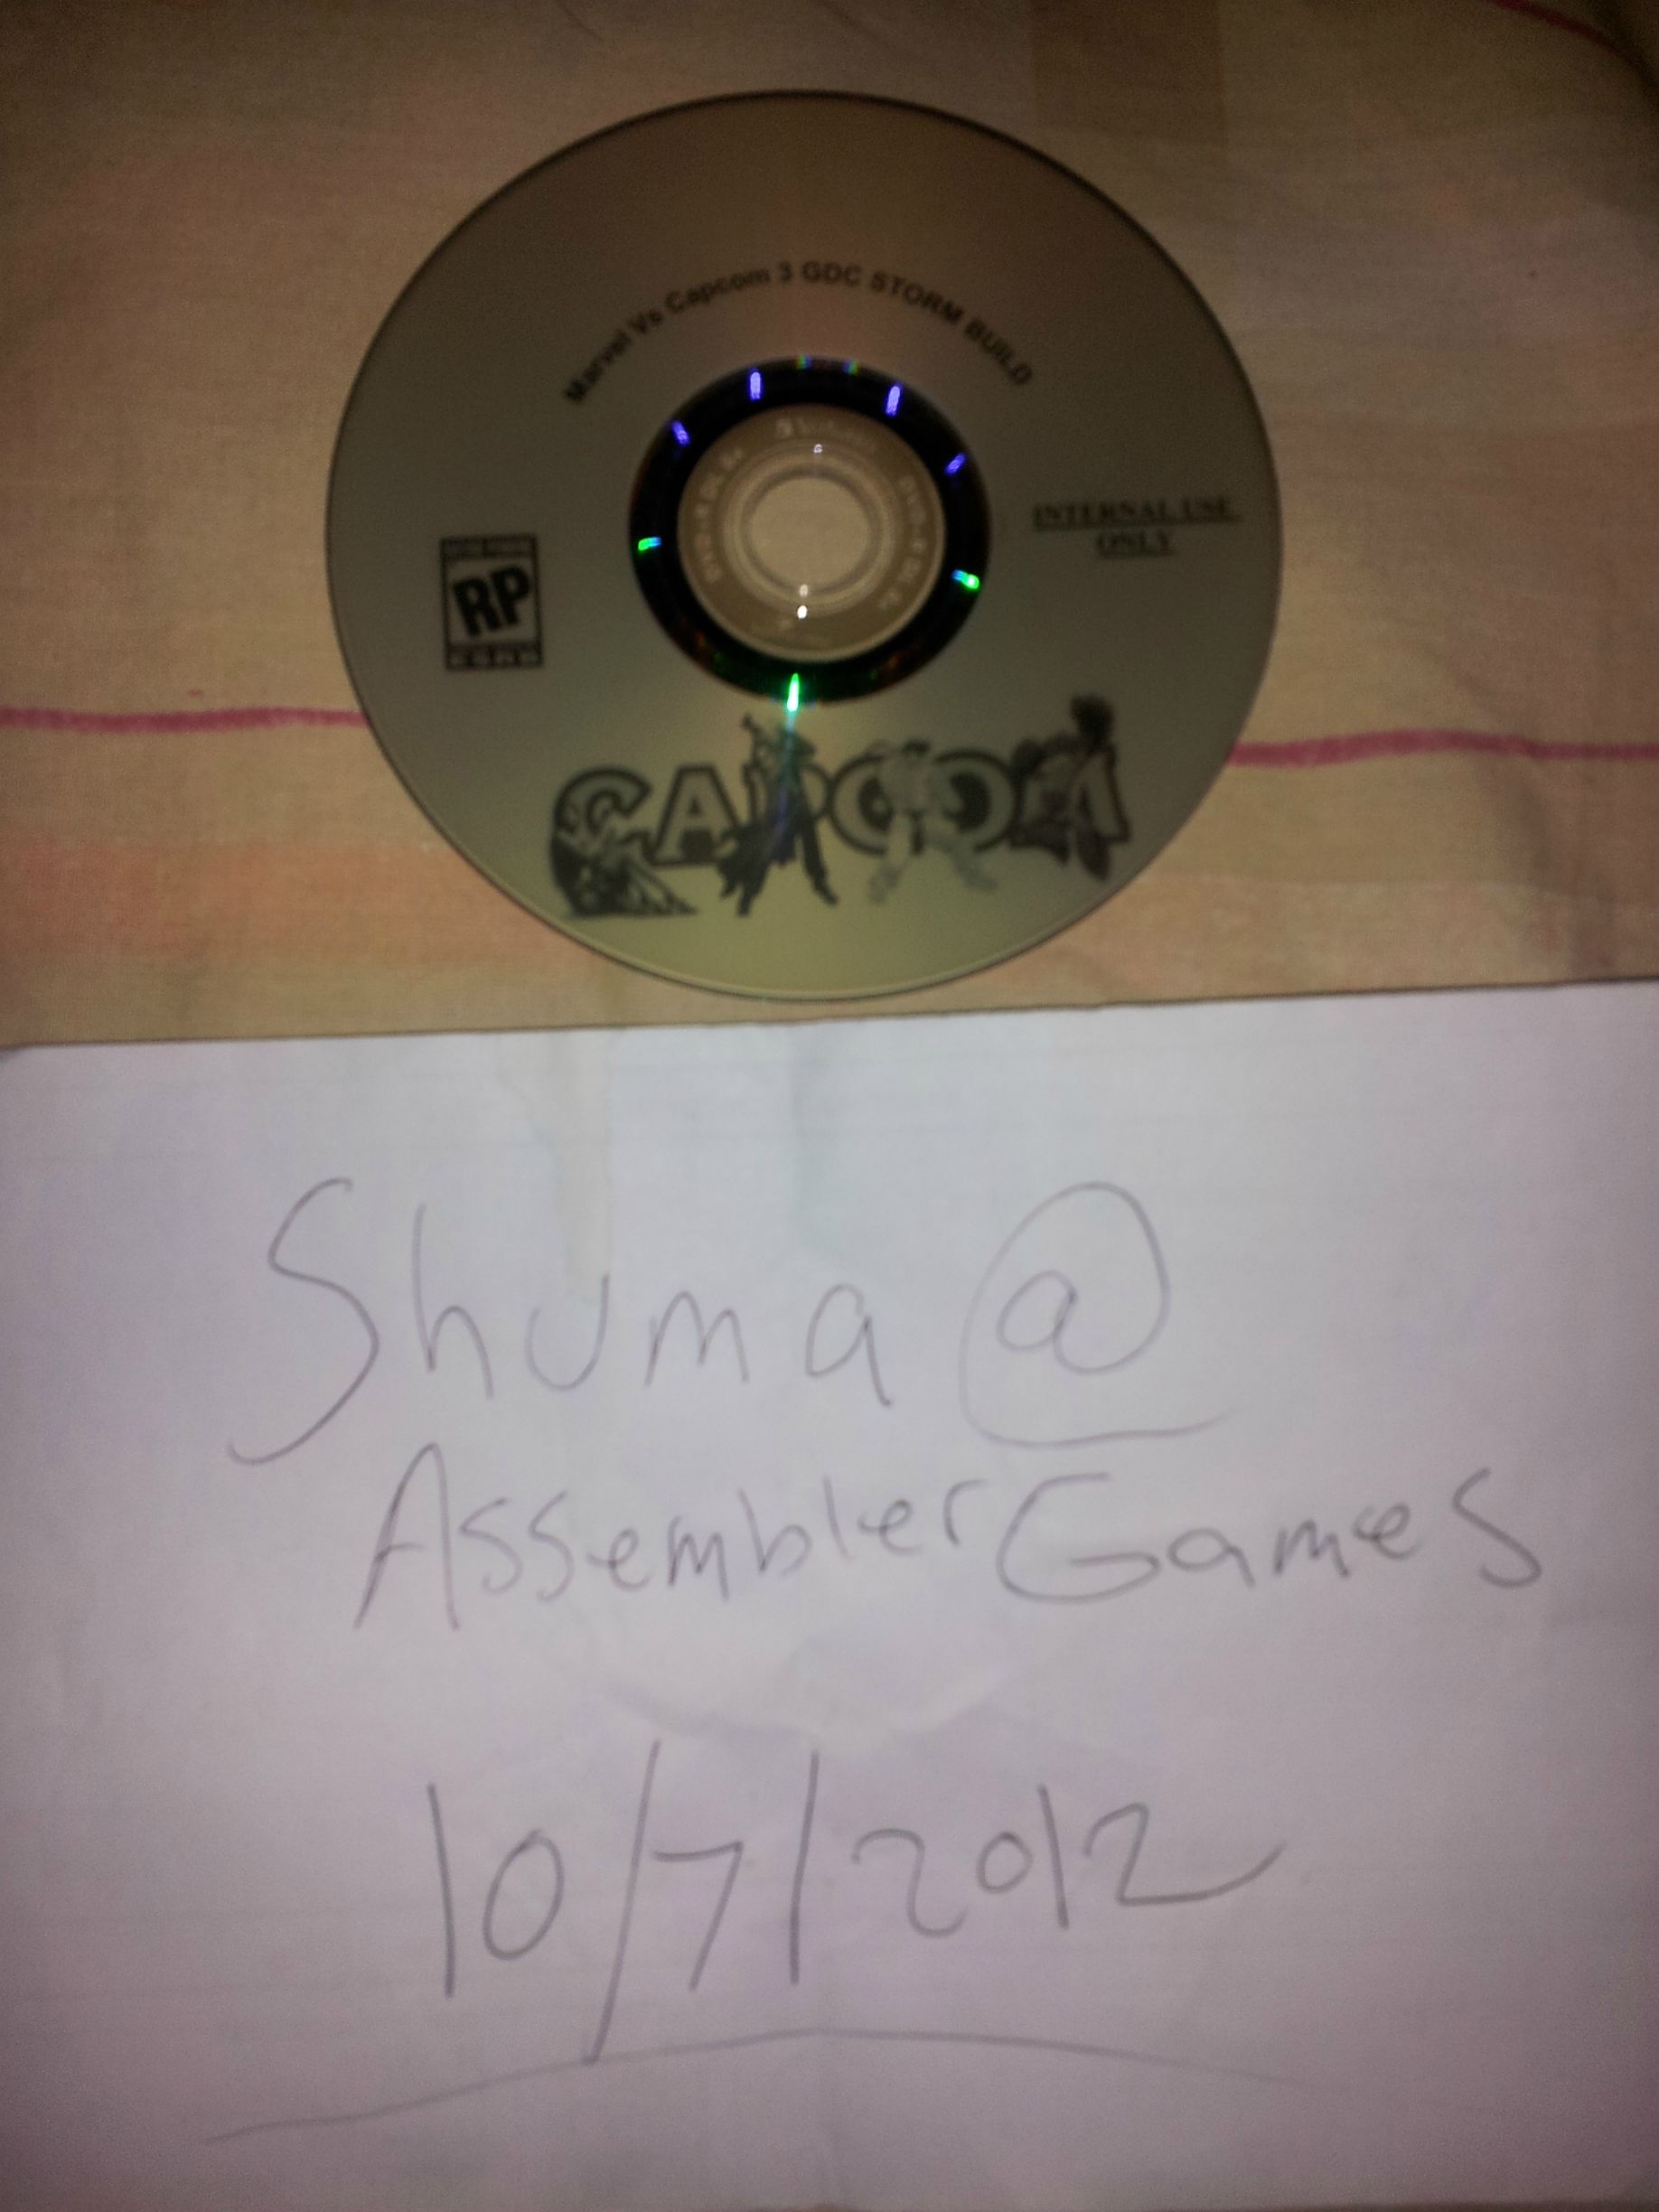 Marvel Vs Capcom 3 GDC STORM BUILD
INTERNAL USE
ONLY
RP
CAPCOM
Shuma @
AssemblerGames
10/7/2012